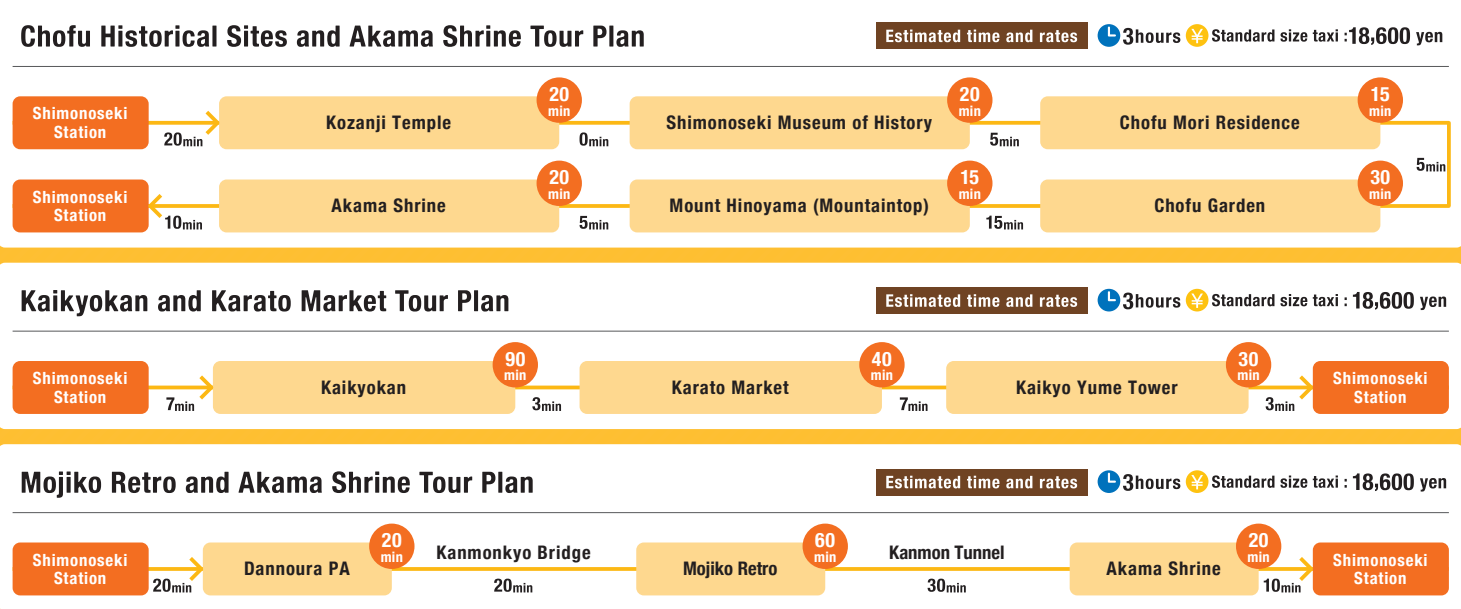 Chofu Historical Sites and Akama Shrine Tour Plan
Estimated time and rates
3hours ¥ Standard size taxi :18,600 yen
Shimonoseki
Station
20min
Kozanji Temple
20
min
0min
Shimonoseki Museum of History
20
min
5min
Chofu Mori Residence
15
min
5min
Chofu Garden
30
min
15min
Mount Hinoyama (Mountaintop)
15
min
5min
Akama Shrine
20
min
10min
Shimonoseki
Station
Kaikyokan and Karato Market Tour Plan
Estimated time and rates
3hours ¥ Standard size taxi : 18,600 yen
Shimonoseki
Station
7min
Kaikyokan
90
min
3min
Karato Market
40
min
7min
Kaikyo Yume Tower
30
min
3min
Shimonoseki
Station
Mojiko Retro and Akama Shrine Tour Plan
Estimated time and rates
3hours ¥ Standard size taxi : 18,600 yen
Shimonoseki
Station
20min
Dannoura PA
20
min
Kanmonkyo Bridge
20min
Mojiko Retro
60
min
Kanmon Tunnel
30min
Akama Shrine
20
min
10min
Shimonoseki
Station